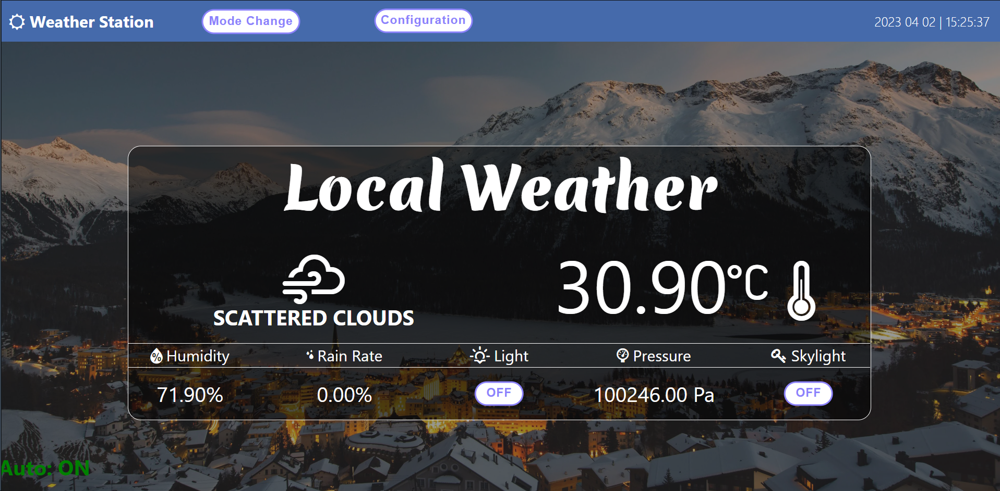 Weather Station Mode Change Configuration 2023 04 02 | 15:25:37
Local Weather
30.90°C
SCATTERED CLOUDS
% Humidity Rain Rate Light Pressure Skylight
71.90% 0.00% OFF 100246.00 Pa OFF
Auto: ON